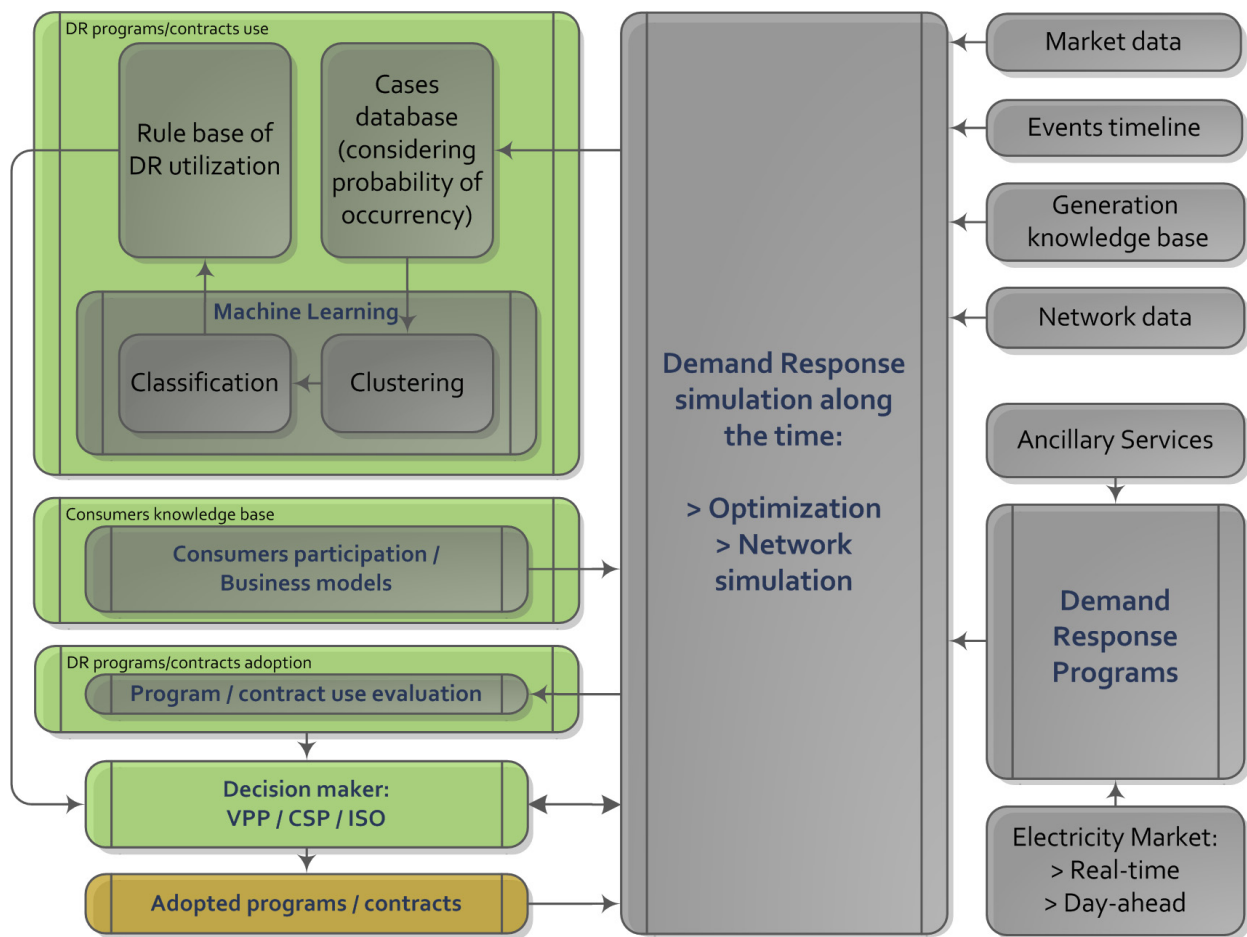 DR programs/contracts use
Rule base of
DR utilization
Cases
database
(considering
probability of
occurrency)
Machine Learning
Classification
Clustering
Consumers knowledge base
Consumers participation /
Business models
DR programs/contracts adoption
Program / contract use evaluation
Decision maker:
VPP / CSP / ISO
Adopted programs / contracts
Demand Response
simulation along
the time:
> Optimization
> Network
simulation
Market data
Events timeline
Generation
knowledge base
Network data
Ancillary Services
Demand
Response
Programs
Electricity Market:
> Real-time
> Day-ahead